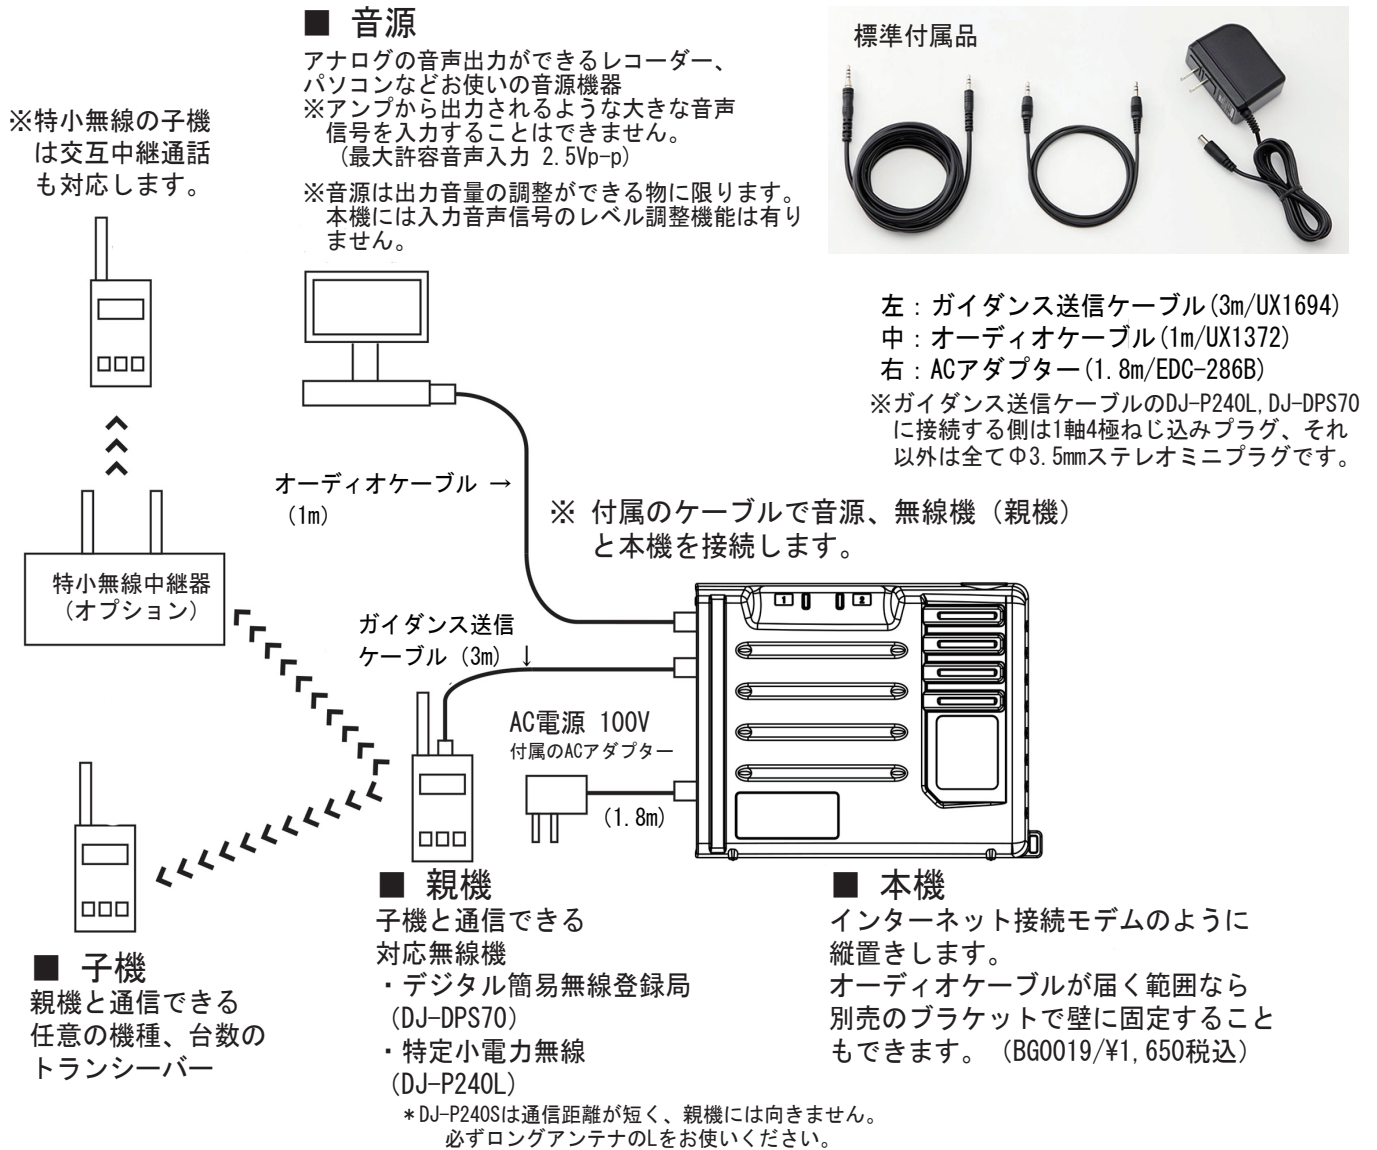 ■ 音源
アナログの音声出力ができるレコーダー、
パソコンなどお使いの音源機器
※アンプから出力されるような大きな音声
信号を入力することはできません。
（最大許容音声入力 2.5Vp-p）
※音源は出力音量の調整ができる物に限ります。
本機には入力音声信号のレベル調整機能は有り
ません。
標準付属品
左：ガイダンス送信ケーブル(3m/UX1694)
中：オーディオケーブル(1m/UX1372)
右：ACアダプター(1.8m/EDC-286B)
※ガイダンス送信ケーブルのDJ-P240L,DJ-DPS70
に接続する側は1軸4極ねじ込みプラグ、それ
以外は全てΦ3.5mmステレオミニプラグです。
※特小無線の子機
は交互中継通話
も対応します。
オーディオケーブル →
（1m）
※ 付属のケーブルで音源、無線機（親機）
と本機を接続します。
特小無線中継器
（オプション）
ガイダンス送信
ケーブル（3m） ↓
1
2
AC電源 100V
付属のACアダプター
（1.8m）
■ 親機
子機と通信できる
対応無線機
・デジタル簡易無線登録局
（DJ-DPS70）
・特定小電力無線
（DJ-P240L）
＊DJ-P240Sは通信距離が短く、親機には向きません。
必ずロングアンテナのLをお使いください。
■ 本機
インターネット接続モデムのように
縦置きします。
オーディオケーブルが届く範囲なら
別売のブラケットで壁に固定すること
もできます。（BG0019/¥1,650税込）
■ 子機
親機と通信できる
任意の機種、台数の
トランシーバー